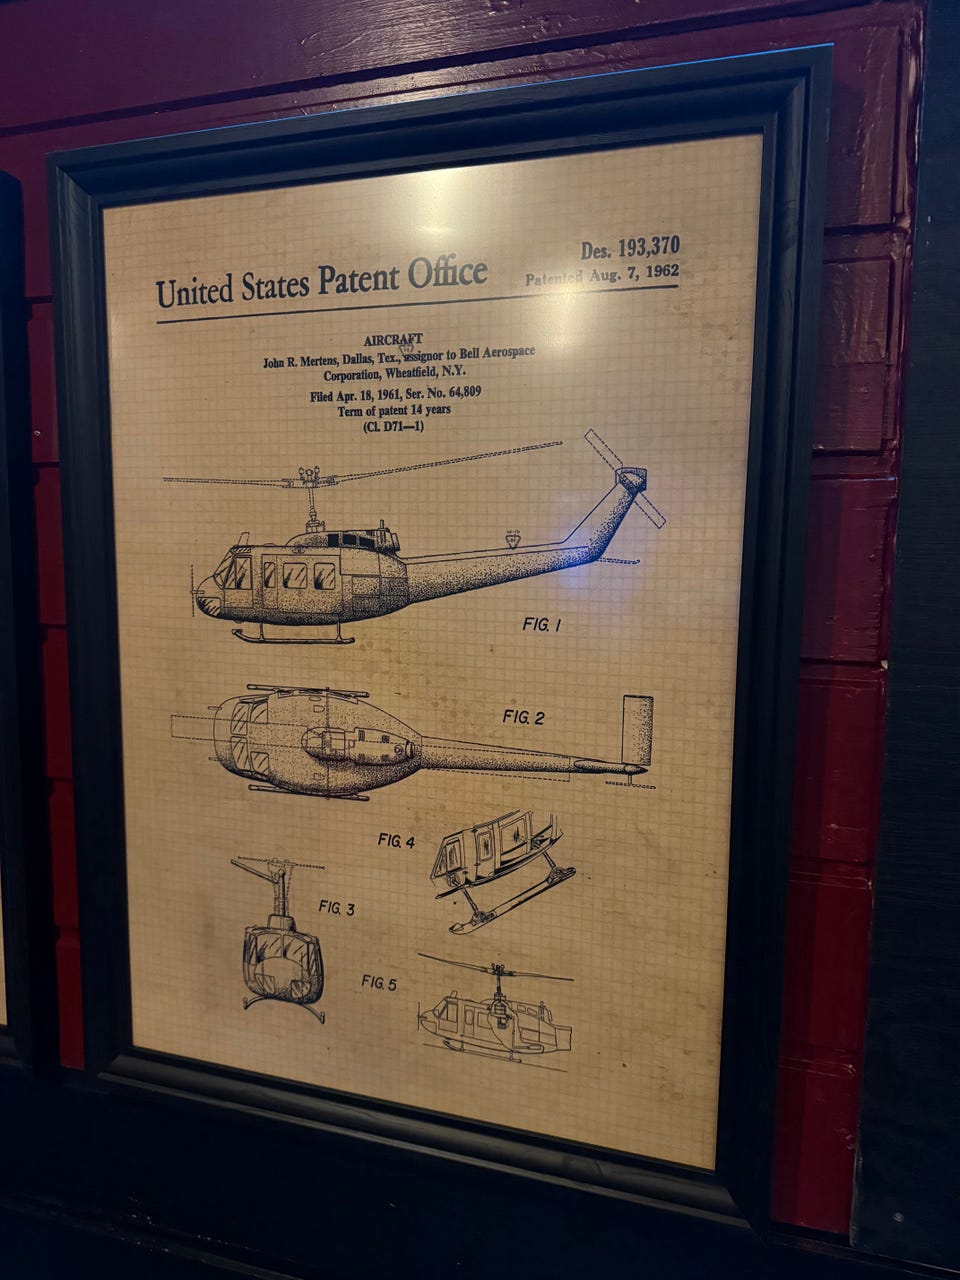 United States Patent Office
Des. 193,370
Patented Aug. 7, 1962
AIRCRAFT
John R. Mertens, Dallas, Tex., assignor to Bell Aerospace
Corporation, Wheatfield, N.Y.
Filed Apr. 18, 1961, Ser. No. 64,809
Term of patent 14 years
(Cl. D71—1)
FIG. 1
FIG. 2
FIG. 4
FIG. 3
FIG. 5